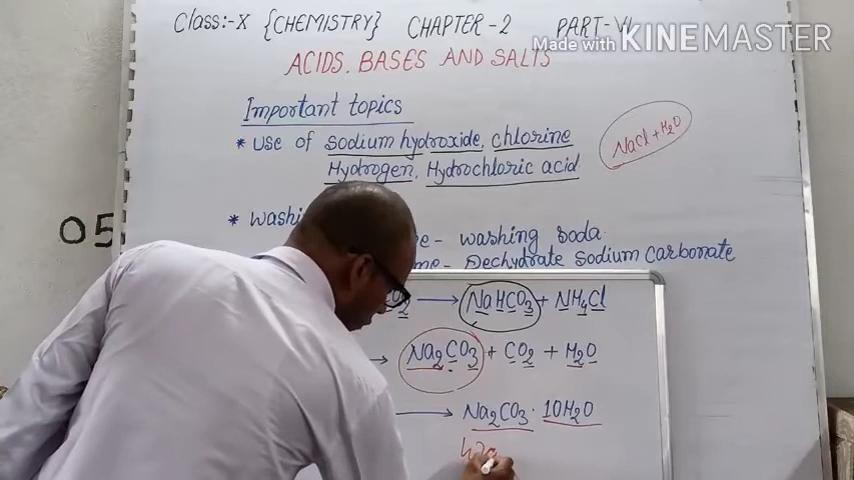 Class:-X {CHEMISTRY} CHAPTER-2 PART-VI
Made with KINEMASTER
ACIDS. BASES AND SALTS
Important topics
* use of sodium hydroxide, chlorine
Hydrogen, Hydrochloric acid
NaCl + H2O
05
* washi
- washing soda
- Dechydrate sodium carbonate
⟶ NaHCO3 + NH4Cl
Na2CO3 + CO2 + H2O
⟶ Na2CO3. 10H2O